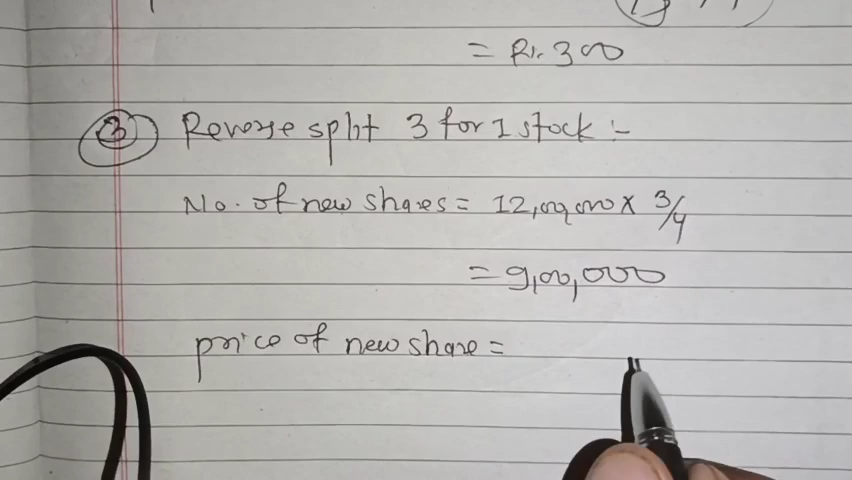 = Rs. 300
3 Reverse split 3 for 1 stock :-
No. of new shares = 12,00,000 x 3/4
= 9,00,000
price of new share =